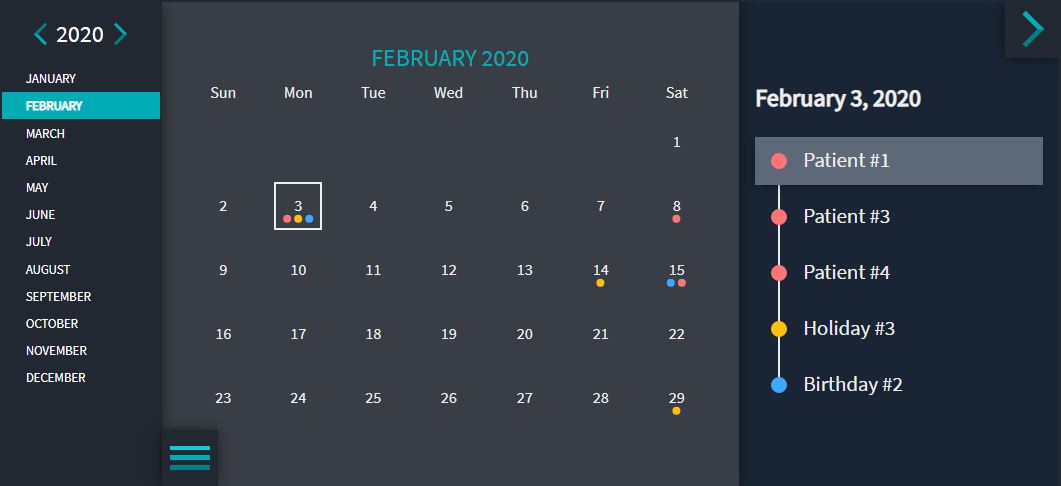 2020
JANUARY
FEBRUARY
MARCH
APRIL
MAY
JUNE
JULY
AUGUST
SEPTEMBER
OCTOBER
NOVEMBER
DECEMBER
FEBRUARY 2020
Sun Mon Tue Wed Thu Fri Sat
1
2 3 4 5 6 7 8
9 10 11 12 13 14 15
16 17 18 19 20 21 22
23 24 25 26 27 28 29
February 3, 2020
Patient #1
Patient #3
Patient #4
Holiday #3
Birthday #2